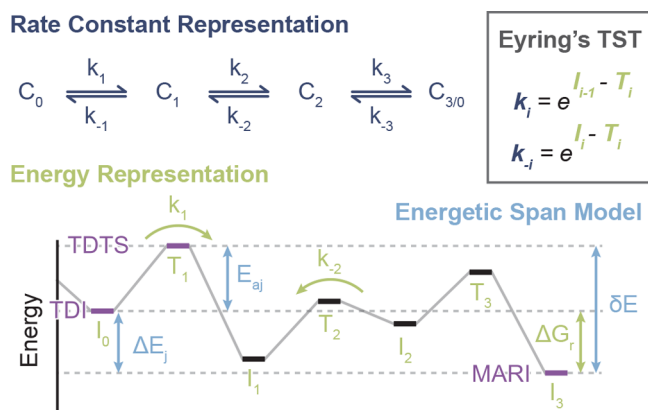 Rate Constant Representation
C0 k1 k-1 C1 k2 k-2 C2 k3 k-3 C3/0
Eyring's TST
ki = e^(Ii-1 - Ti)
k-i = e^(Ii - Ti)
Energy Representation
Energetic Span Model
Energy
TDTS
k1
T1
Eaj
k-2
T3
δE
TDI
I0
ΔEj
T2
I2
ΔGr
I1
MARI
I3